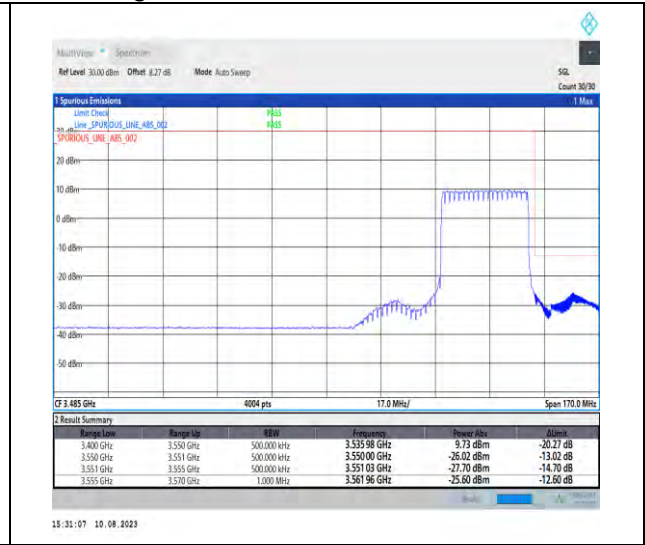 MultiView Spectrum
Ref Level 30.00 dBm Offset 8.27 dB Mode Auto Sweep SGL
Count 30/30
1 Spurious Emissions 1 Max
Limit Check PASS
Line _SPURIOUS_LINE_ABS_002 PASS
SPURIOUS_LINE_ABS_002
20 dBm
10 dBm
0 dBm
-10 dBm
-20 dBm
-30 dBm
-40 dBm
-50 dBm
CF 3.485 GHz 4004 pts 17.0 MHz/ Span 170.0 MHz
2 Result Summary
Range Low Range Up RBW Frequency Power Abs ΔLimit
3.400 GHz 3.550 GHz 500.000 kHz 3.535 98 GHz 9.73 dBm -20.27 dB
3.550 GHz 3.551 GHz 500.000 kHz 3.550 00 GHz -26.02 dBm -13.02 dB
3.551 GHz 3.555 GHz 500.000 kHz 3.551 03 GHz -27.70 dBm -14.70 dB
3.555 GHz 3.570 GHz 1.000 MHz 3.561 96 GHz -25.60 dBm -12.60 dB
15:31:07 10.08.2023